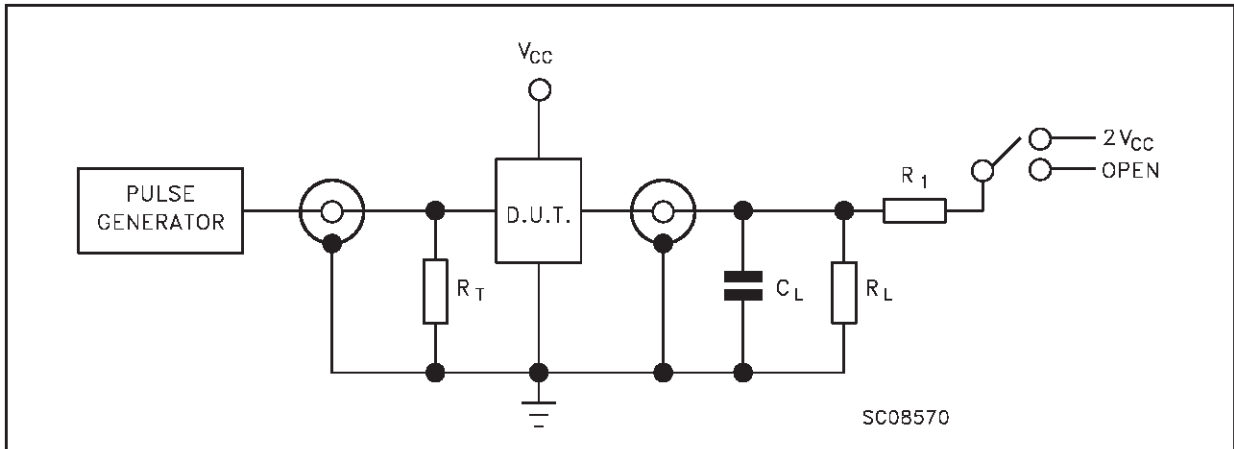 VCC
2VCC
OPEN
R1
PULSE
GENERATOR
D.U.T.
RT
CL
RL
SC08570